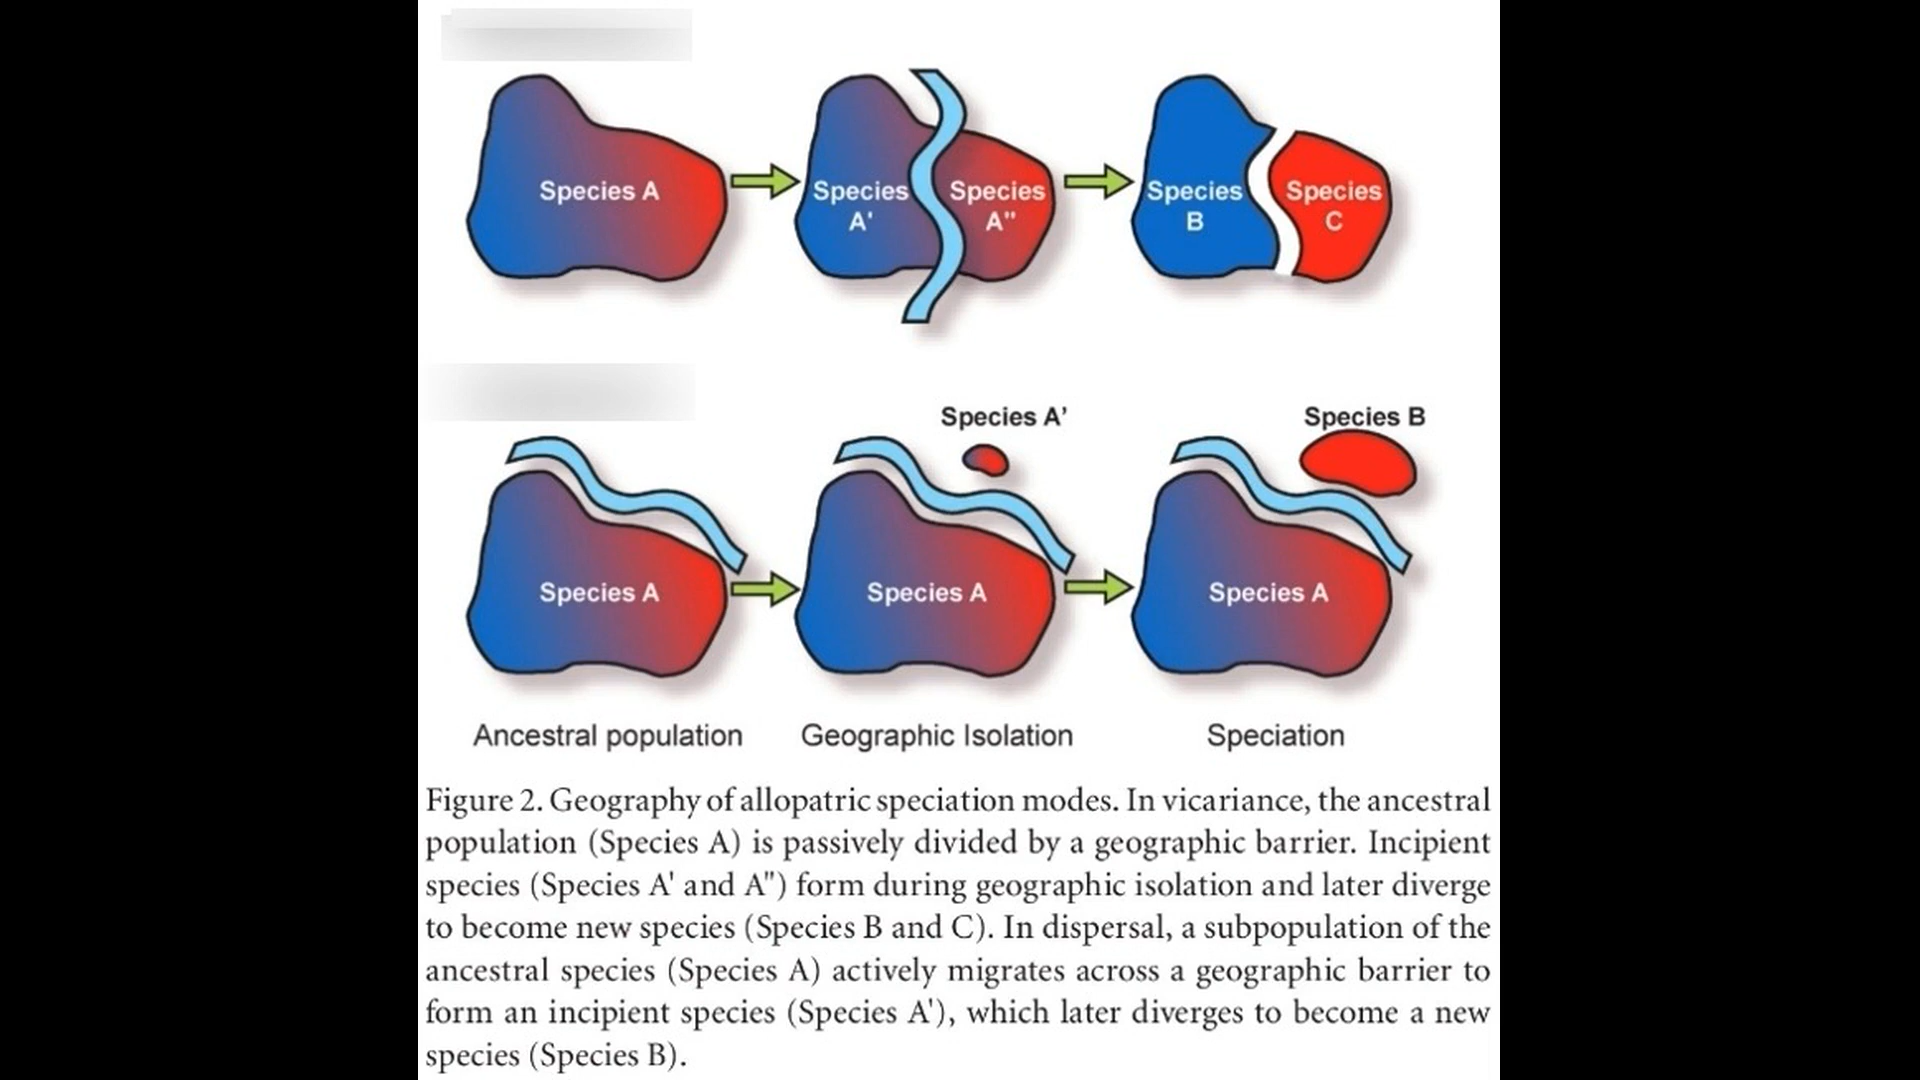 Species A
Species A'
Species A"
Species B
Species C
Species A’
Species B
Species A
Species A
Species A
Ancestral population
Geographic Isolation
Speciation
Figure 2. Geography of allopatric speciation modes. In vicariance, the ancestral
population (Species A) is passively divided by a geographic barrier. Incipient
species (Species A' and A") form during geographic isolation and later diverge
to become new species (Species B and C). In dispersal, a subpopulation of the
ancestral species (Species A) actively migrates across a geographic barrier to
form an incipient species (Species A'), which later diverges to become a new
species (Species B).